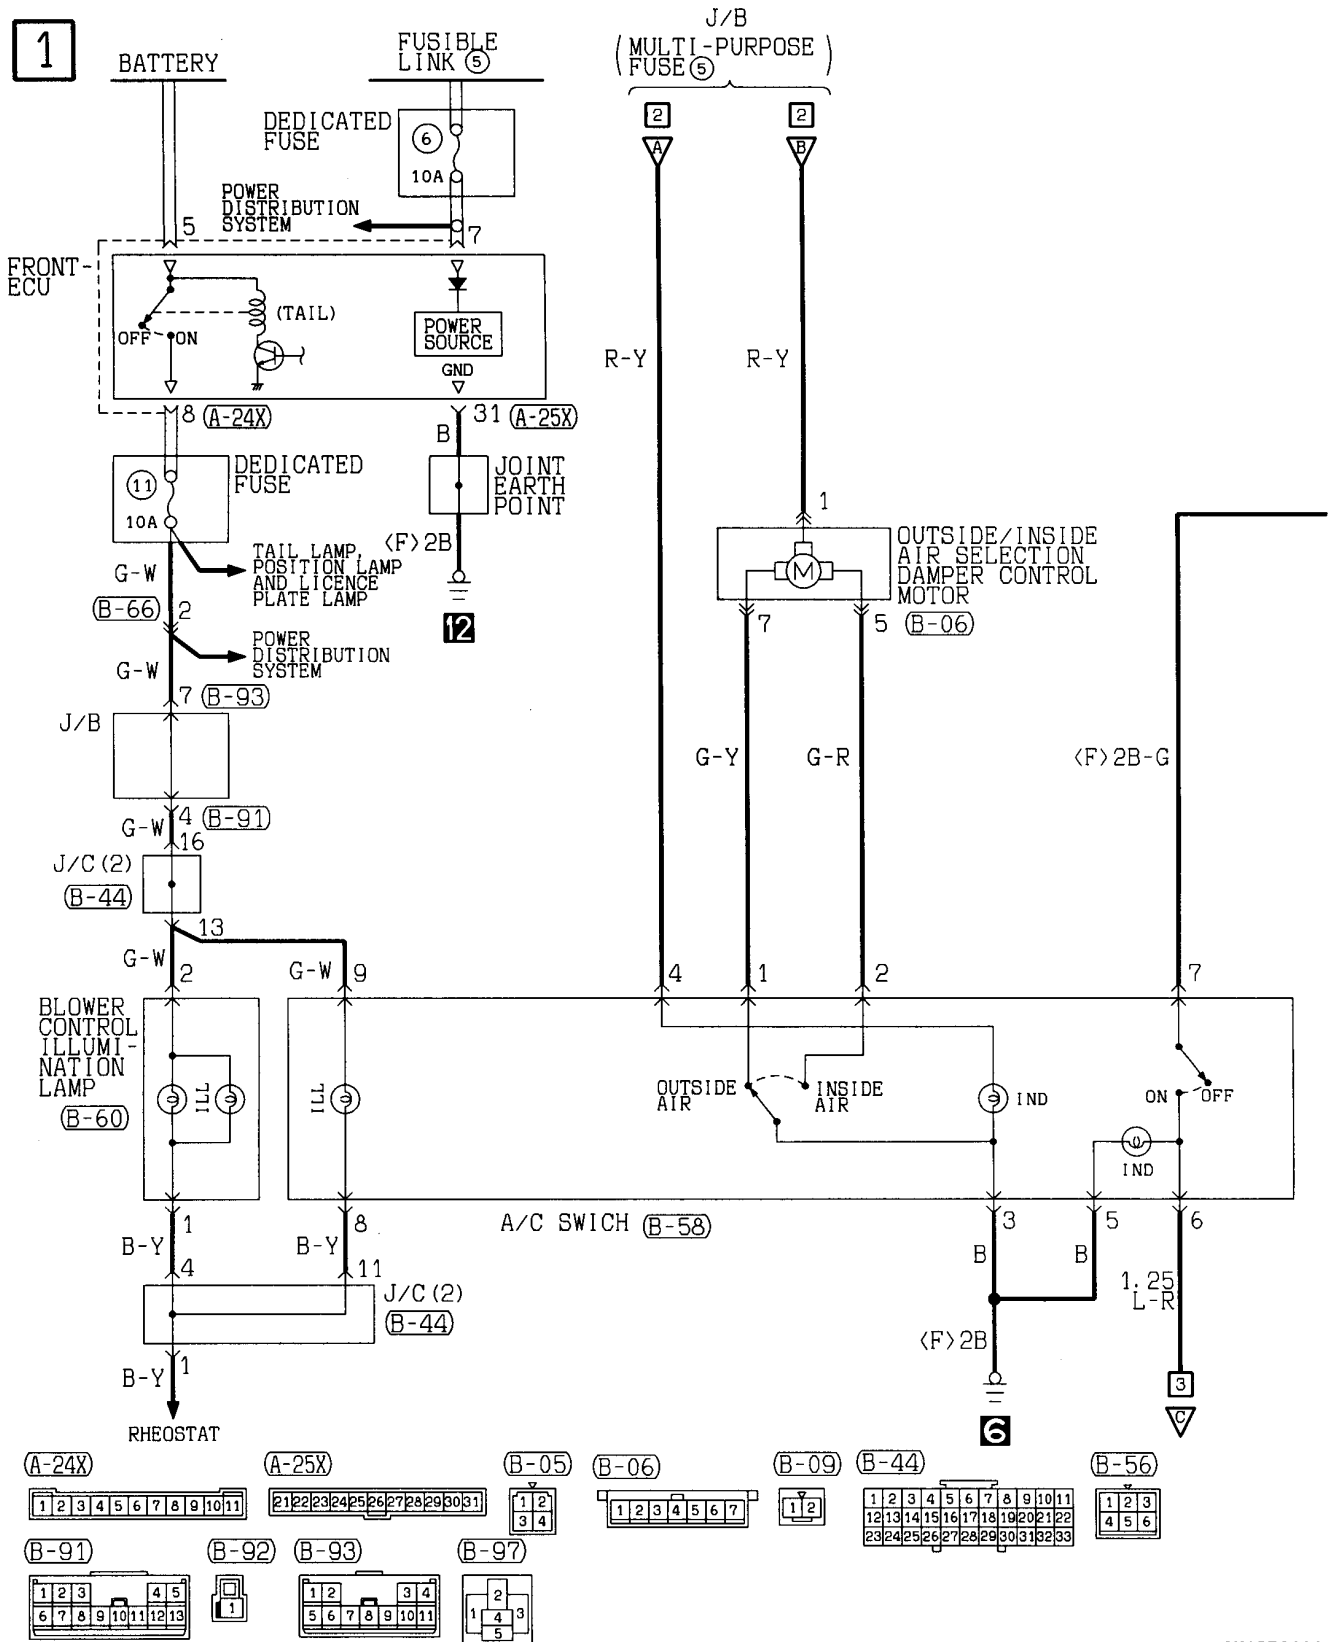 1
BATTERY
FUSIBLE
LINK ⑤
J/B
(MULTI-PURPOSE
FUSE⑤)
DEDICATED
FUSE
⑥
10A
2
2
A
B
POWER
DISTRIBUTION
SYSTEM
5
7
FRONT-
ECU
(TAIL)
OFF
ON
POWER
SOURCE
GND
R-Y
R-Y
8
A-24X
31
A-25X
B
DEDICATED
FUSE
⑪
10A
JOINT
EARTH
POINT
1
OUTSIDE/INSIDE
AIR SELECTION
DAMPER CONTROL
MOTOR
M
TAIL LAMP,
POSITION LAMP
AND LICENCE
PLATE LAMP
<F>2B
G-W
B-66
2
12
7
5
B-06
POWER
DISTRIBUTION
SYSTEM
G-W
7
B-93
J/B
G-Y
G-R
<F>2B-G
4
B-91
G-W
16
J/C(2)
B-44
13
G-W
2
G-W
9
4
1
2
7
BLOWER
CONTROL
ILLUMI-
NATION
LAMP
B-60
ILL
ILL
OUTSIDE
AIR
INSIDE
AIR
IND
ON
OFF
IND
1
8
A/C SWICH
B-58
3
5
6
B-Y
B-Y
B
B
4
11
J/C(2)
B-44
1.25
L-R
<F>2B
B-Y
1
3
C
RHEOSTAT
6
A-24X
A-25X
B-05
B-06
B-09
B-44
B-56
1 2 3 4 5 6 7 8 9 10 11
21 22 23 24 25 26 27 28 29 30 31
1 2
3 4
1 2 3 4 5 6 7
1 2
1 2 3 4 5 6 7 8 9 10 11
12 13 14 15 16 17 18 19 20 21 22
23 24 25 26 27 28 29 30 31 32 33
1 2 3
4 5 6
B-91
B-92
B-93
B-97
1 2 3 4 5
6 7 8 9 10 11 12 13
1
1 2 3 4
5 6 7 8 9 10 11
2
1 4 3
5